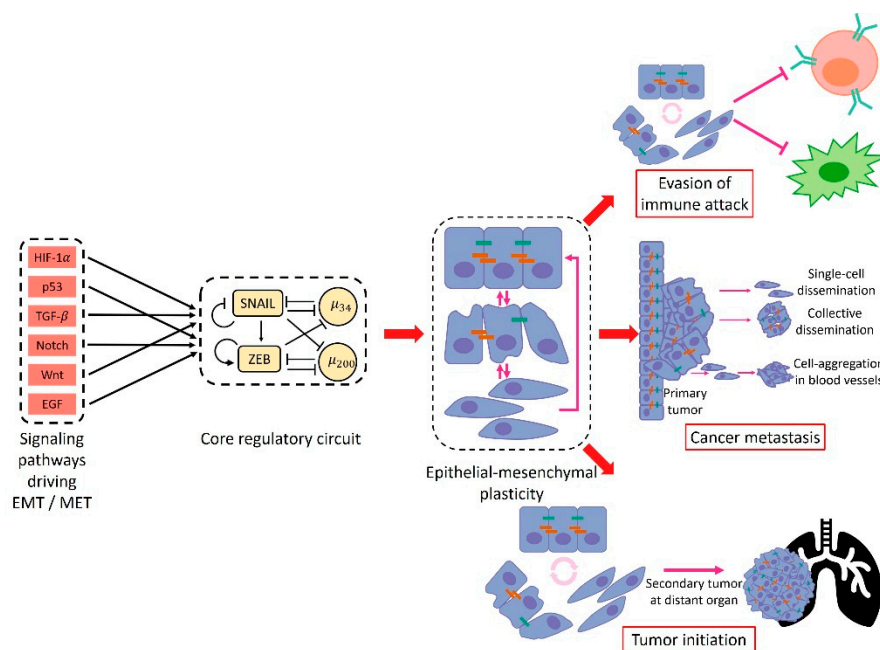 HIF-1α
p53
TGF-β
Notch
Wnt
EGF
Signaling
pathways
driving
EMT / MET
SNAIL
μ34
ZEB
μ200
Core regulatory circuit
Epithelial-mesenchymal
plasticity
Evasion of
immune attack
Single-cell
dissemination
Collective
dissemination
Cell-aggregation
in blood vessels
Primary
tumor
Cancer metastasis
Secondary tumor
at distant organ
Tumor initiation